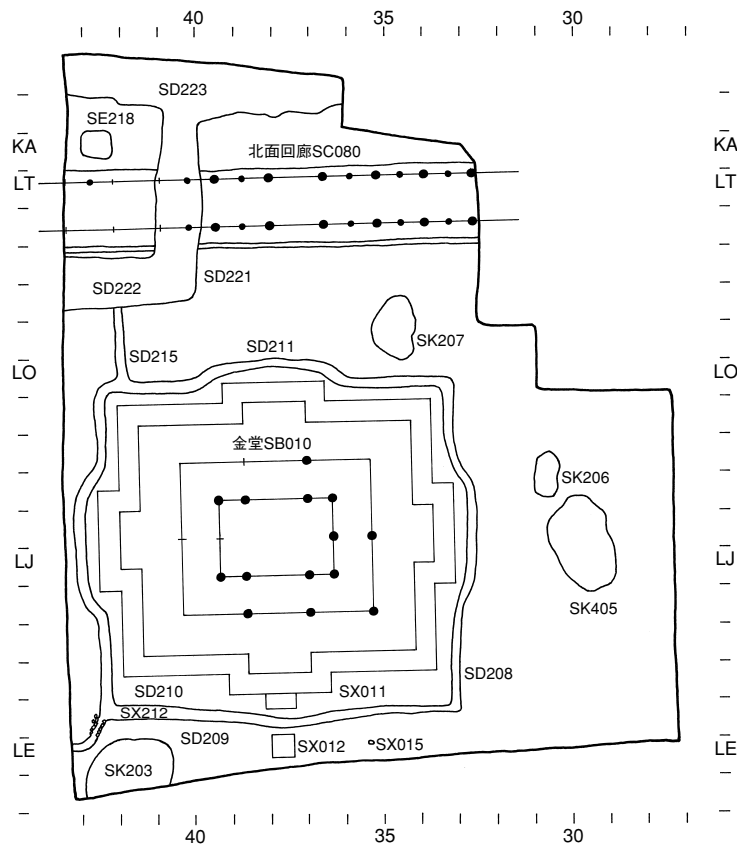 40 35 30
SD223
SE218
KA KA
北面回廊SC080
LT LT
SD221
SD222
SK207
SD211
SD215
LO LO
金堂SB010
SK206
LJ LJ
SK405
SD208
SD210 SX011
SX212
SD209
LE SX012 SX015 LE
SK203
40 35 30